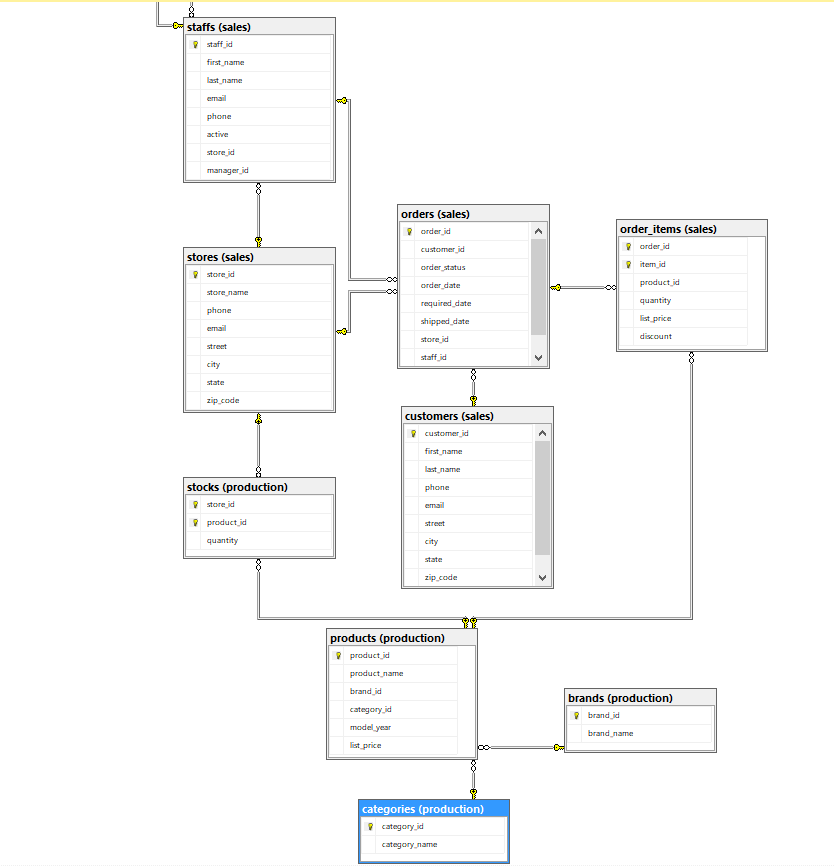 staffs (sales)
staff_id
first_name
last_name
email
phone
active
store_id
manager_id
stores (sales)
store_id
store_name
phone
email
street
city
state
zip_code
stocks (production)
store_id
product_id
quantity
orders (sales)
order_id
customer_id
order_status
order_date
required_date
shipped_date
store_id
staff_id
customers (sales)
customer_id
first_name
last_name
phone
email
street
city
state
zip_code
order_items (sales)
order_id
item_id
product_id
quantity
list_price
discount
products (production)
product_id
product_name
brand_id
category_id
model_year
list_price
brands (production)
brand_id
brand_name
categories (production)
category_id
category_name